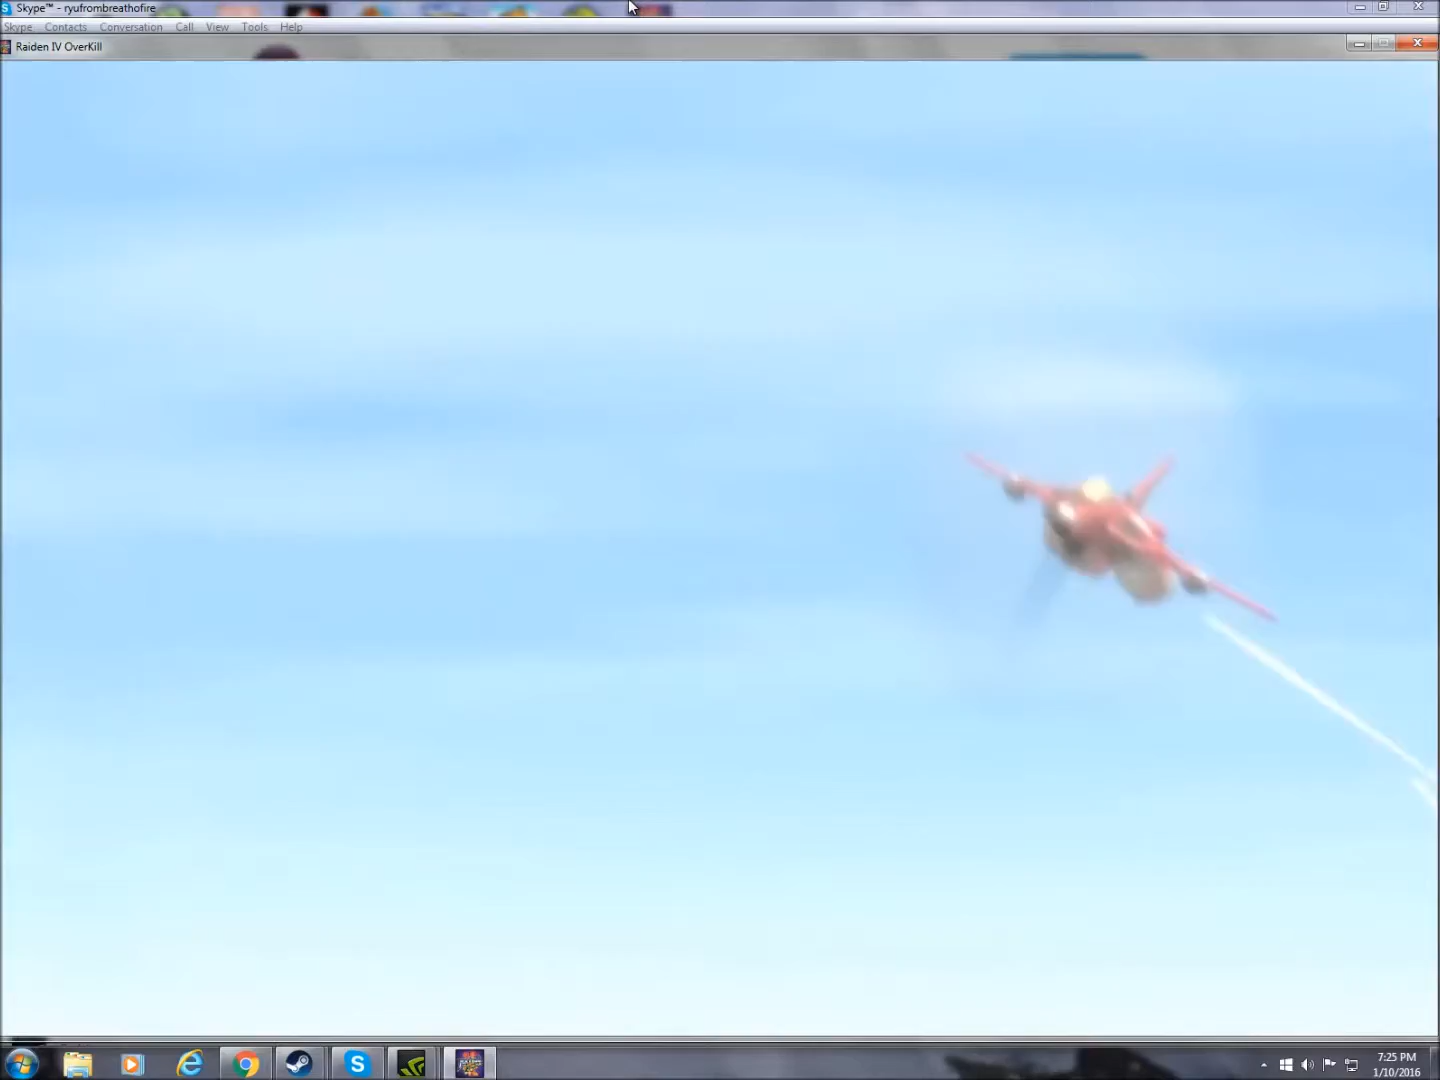 Skype™ - ryufrombreathofire
Skype Contacts Conversation Call View Tools Help
Raiden IV OverKill
7:25 PM
1/10/2016